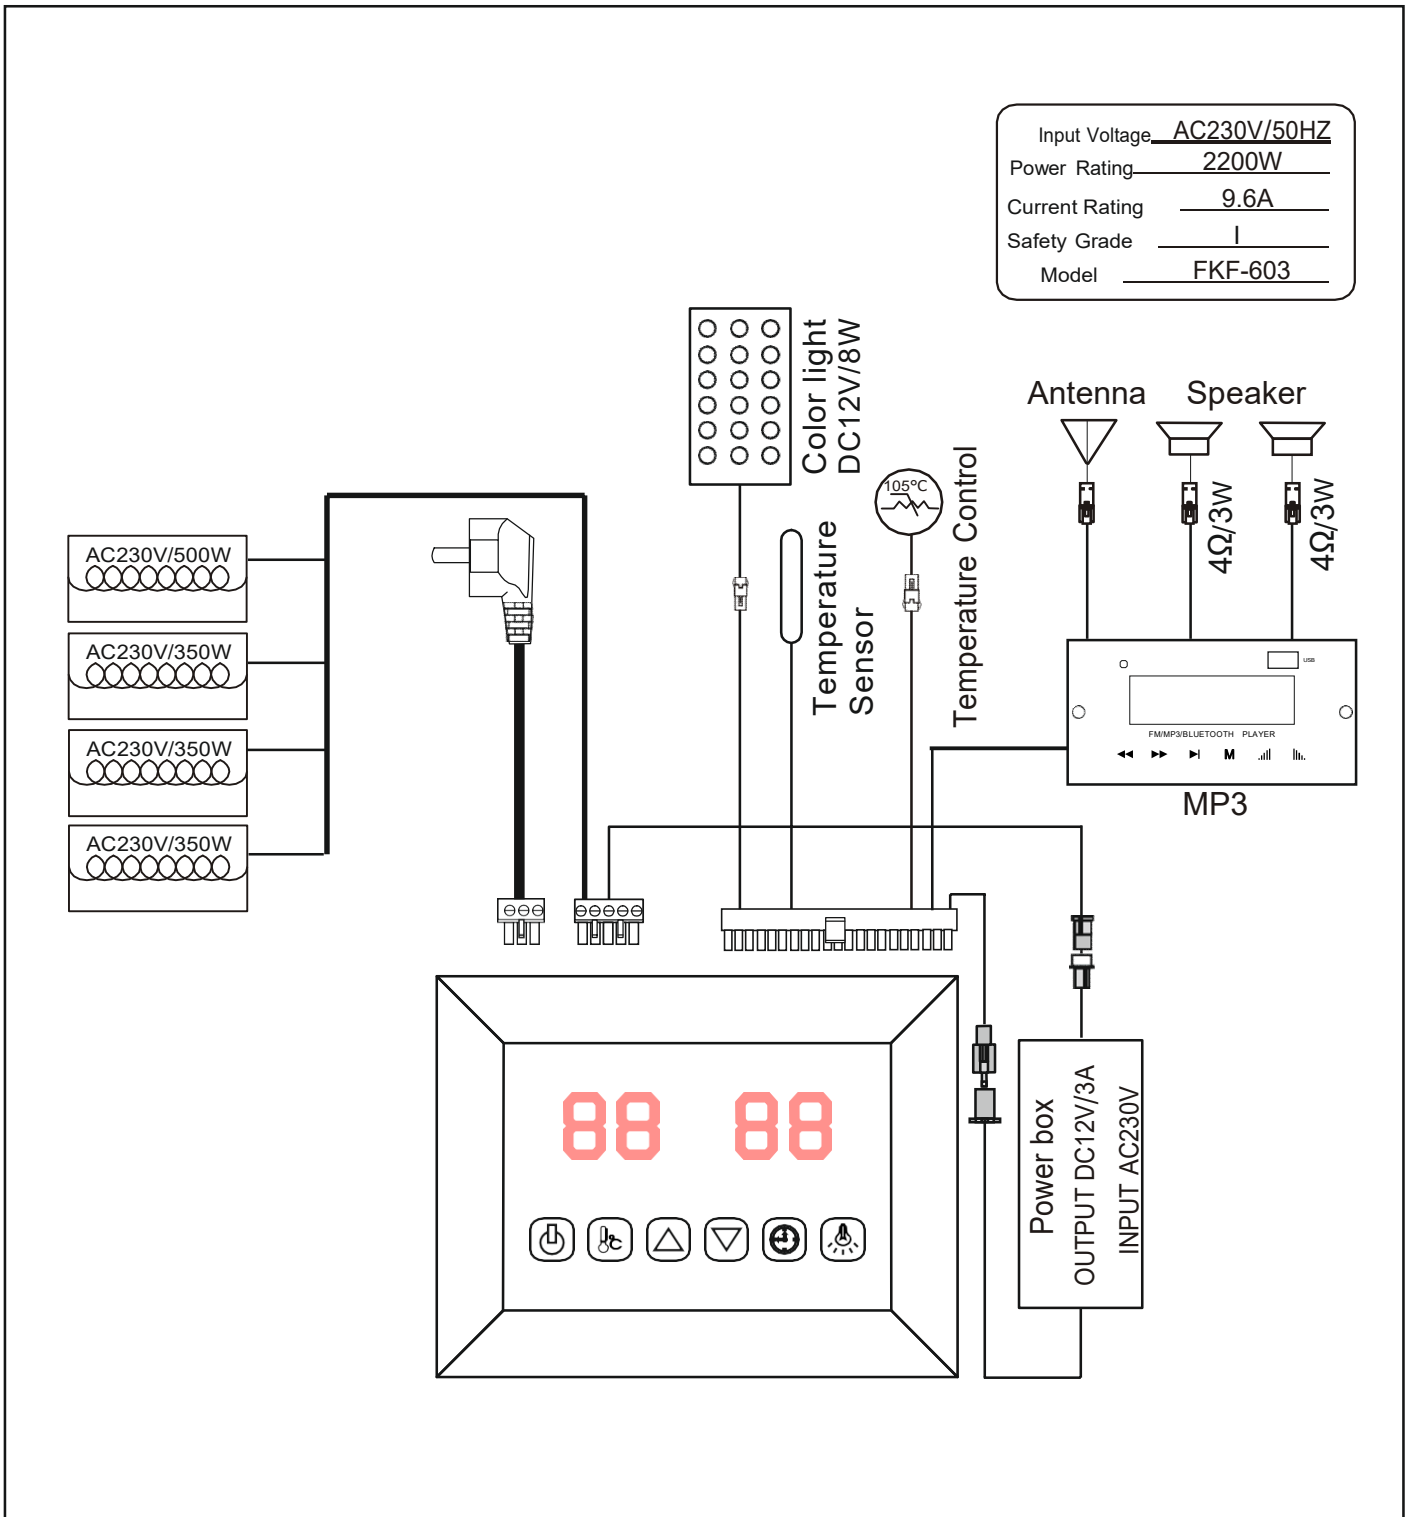 Input Voltage AC230V/50HZ
Power Rating 2200W
Current Rating 9.6A
Safety Grade I
Model FKF-603
Color light
DC12V/8W
Antenna
Speaker
105℃
Temperature Control
4Ω/3W
4Ω/3W
AC230V/500W
AC230V/350W
AC230V/350W
AC230V/350W
Temperature
Sensor
USB
FM/MP3/BLUETOOTH PLAYER
M
MP3
88 88
℃
Power box
OUTPUT DC12V/3A
INPUT AC230V